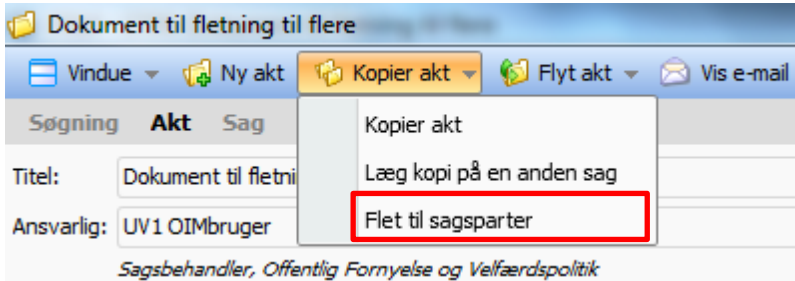 Dokument til fletning til flere
Vindue Ny akt Kopier akt Flyt akt Vis e-mail
Søgning Akt Sag
Kopier akt
Læg kopi på en anden sag
Flet til sagsparter
Titel: Dokument til fletni
Ansvarlig: UV1 OIMbruger
Sagsbehandler, Offentlig Fornyelse og Velfærdspolitik